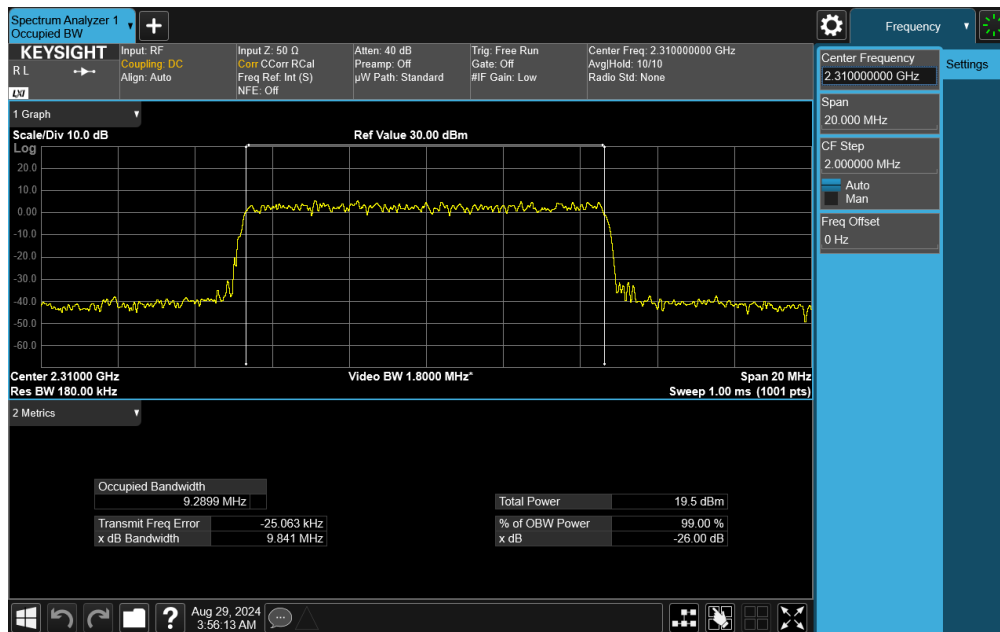 Spectrum Analyzer 1
Occupied BW
Frequency
KEYSIGHT
R L
LXI
Input: RF
Coupling: DC
Align: Auto
Input Z: 50 Ω
Corr CCorr RCal
Freq Ref: Int (S)
NFE: Off
Atten: 40 dB
Preamp: Off
µW Path: Standard
Trig: Free Run
Gate: Off
#IF Gain: Low
Center Freq: 2.310000000 GHz
Avg|Hold: 10/10
Radio Std: None
Center Frequency
2.310000000 GHz
Settings
Span
20.000 MHz
CF Step
2.000000 MHz
Auto
Man
Freq Offset
0 Hz
1 Graph
Scale/Div 10.0 dB
Ref Value 30.00 dBm
Log
20.0
10.0
0.00
-10.0
-20.0
-30.0
-40.0
-50.0
-60.0
Center 2.31000 GHz
Video BW 1.8000 MHz*
Span 20 MHz
Res BW 180.00 kHz
Sweep 1.00 ms (1001 pts)
2 Metrics
Occupied Bandwidth
9.2899 MHz
Total Power 19.5 dBm
Transmit Freq Error -25.063 kHz
% of OBW Power 99.00 %
x dB Bandwidth 9.841 MHz
x dB -26.00 dB
Aug 29, 2024
3:56:13 AM